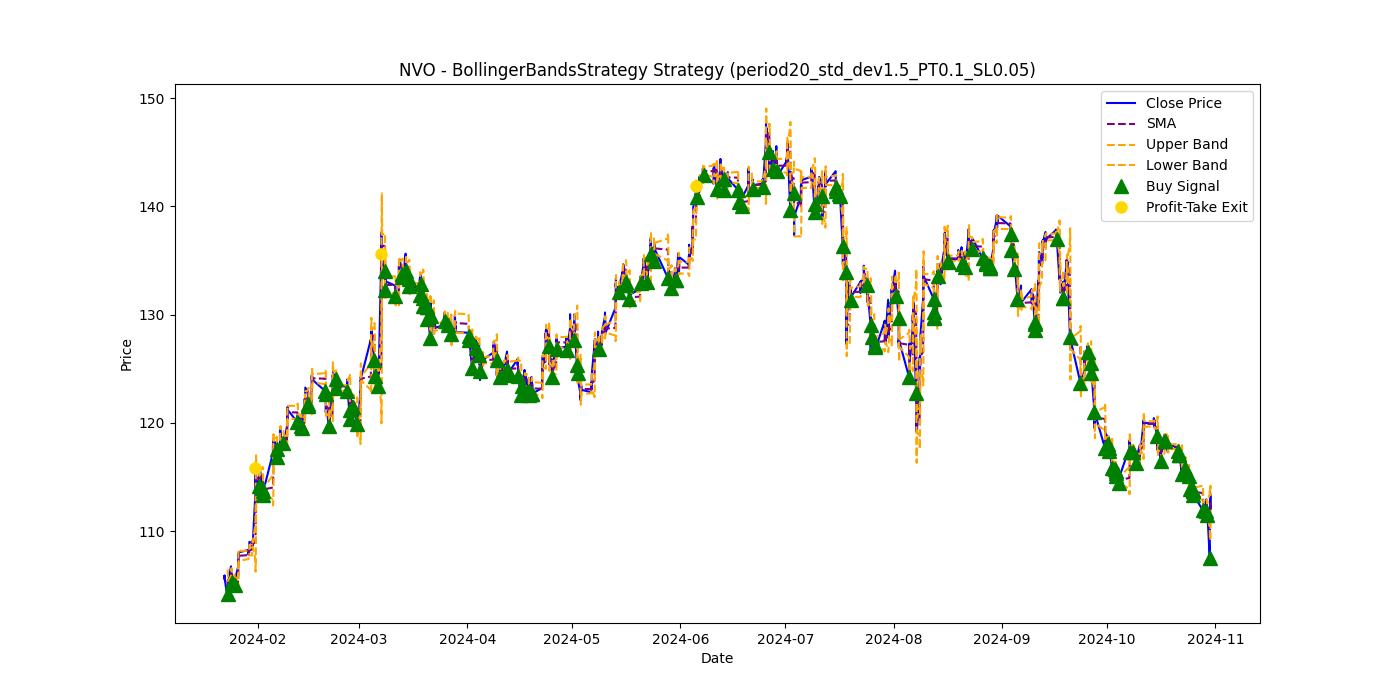 NVO - BollingerBandsStrategy Strategy (period20_std_dev1.5_PT0.1_SL0.05)
150
140
130
120
110
Price
Close Price
SMA
Upper Band
Lower Band
Buy Signal
Profit-Take Exit
2024-02 2024-03 2024-04 2024-05 2024-06 2024-07 2024-08 2024-09 2024-10 2024-11
Date